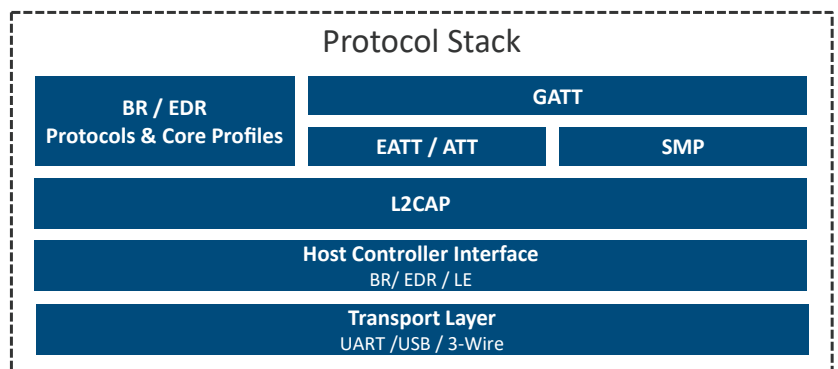 Protocol Stack
BR / EDR
Protocols & Core Profiles
GATT
EATT / ATT
SMP
L2CAP
Host Controller Interface
BR/ EDR / LE
Transport Layer
UART /USB / 3-Wire